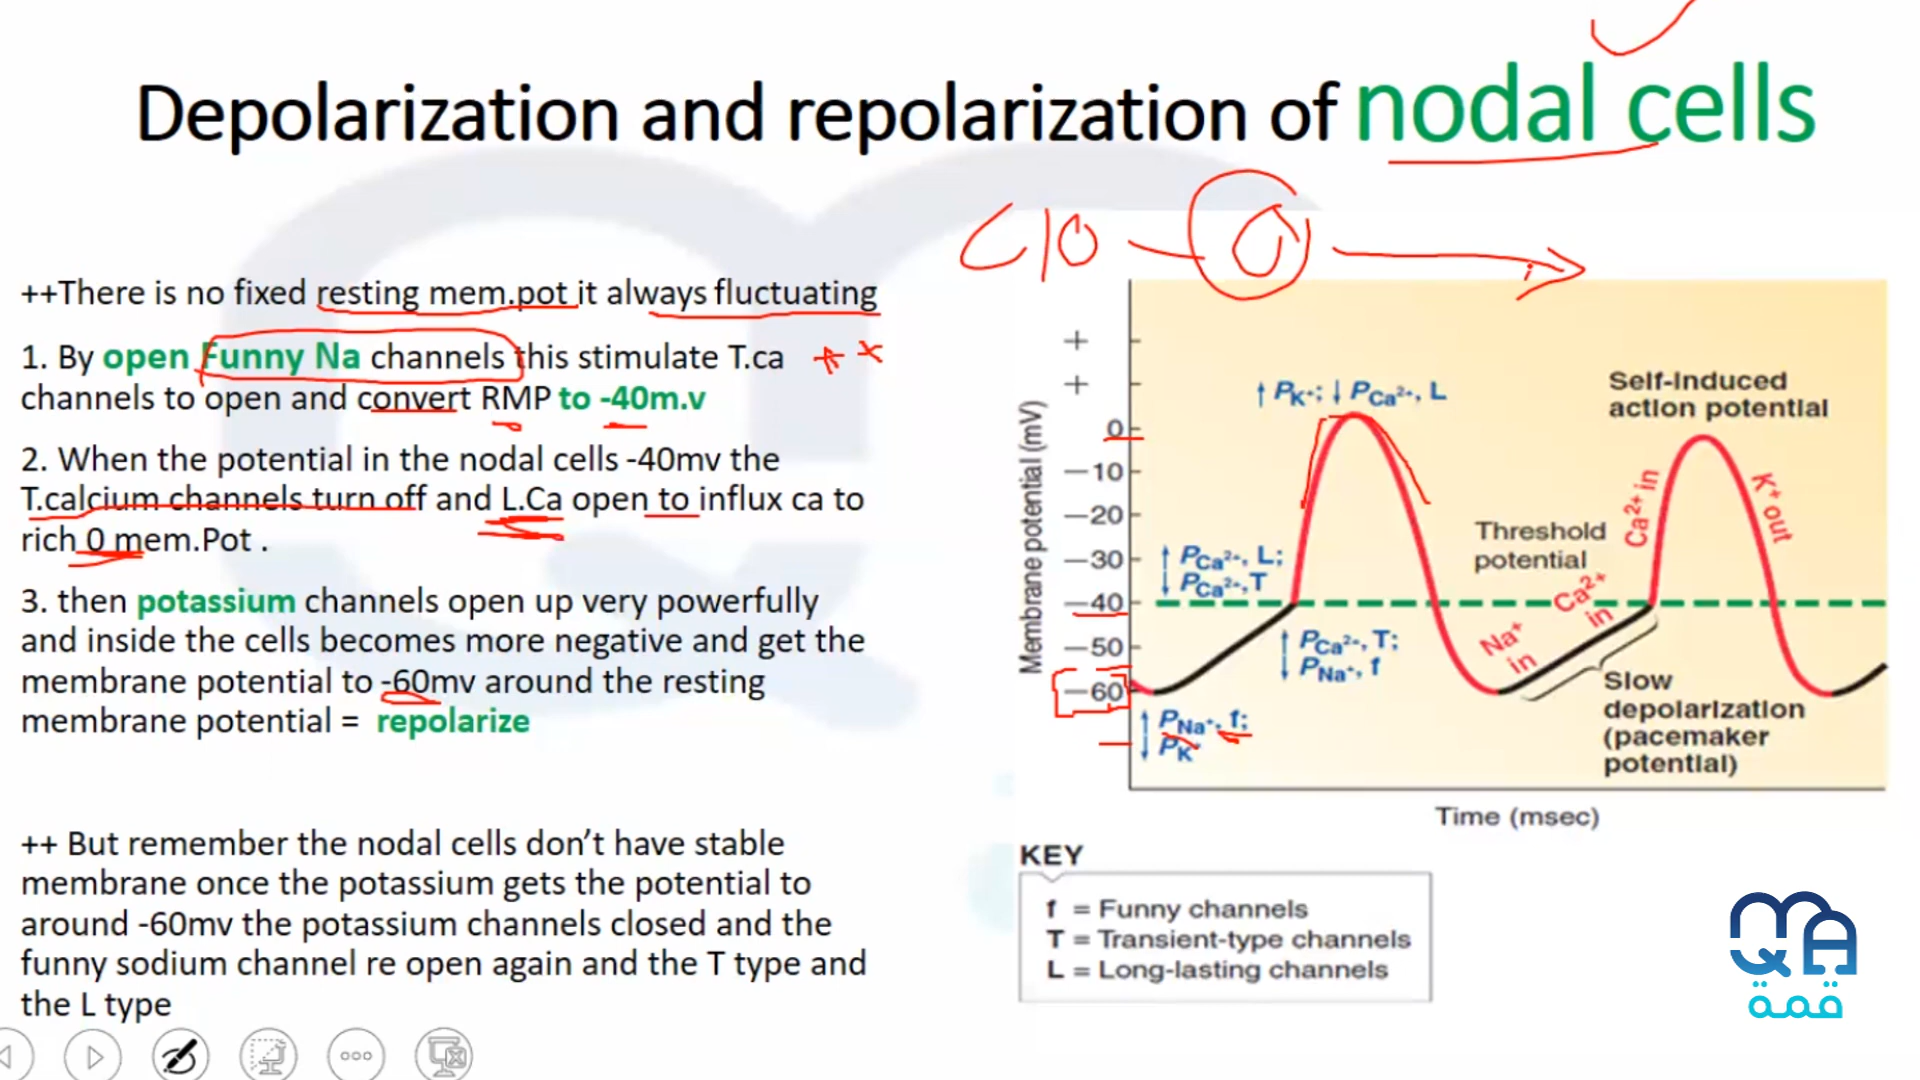 Depolarization and repolarization of nodal cells
++There is no fixed resting mem.pot it always fluctuating
1. By open Funny Na channels this stimulate T.ca
channels to open and convert RMP to -40m.v
2. When the potential in the nodal cells -40mv the
T.calcium channels turn off and L.Ca open to influx ca to
rich 0 mem.Pot .
3. then potassium channels open up very powerfully
and inside the cells becomes more negative and get the
membrane potential to -60mv around the resting
membrane potential = repolarize
++ But remember the nodal cells don't have stable
membrane once the potassium gets the potential to
around -60mv the potassium channels closed and the
funny sodium channel re open again and the T type and
the L type
Membrane potential (mV)
+
+
0
−10
−20
−30
−40
−50
−60
↑ PK+; ↓ PCa2+, L
↑ PCa2+, L;
↓ PCa2+, T
↑ PCa2+, T;
↓ PNa+, f
↑ PNa+, f;
↓ PK+
Self-induced
action potential
Threshold
potential
Ca2+ in
K+ out
Na+
in
Ca2+
in
Slow
depolarization
(pacemaker
potential)
Time (msec)
KEY
f = Funny channels
T = Transient-type channels
L = Long-lasting channels
QMA
قمة